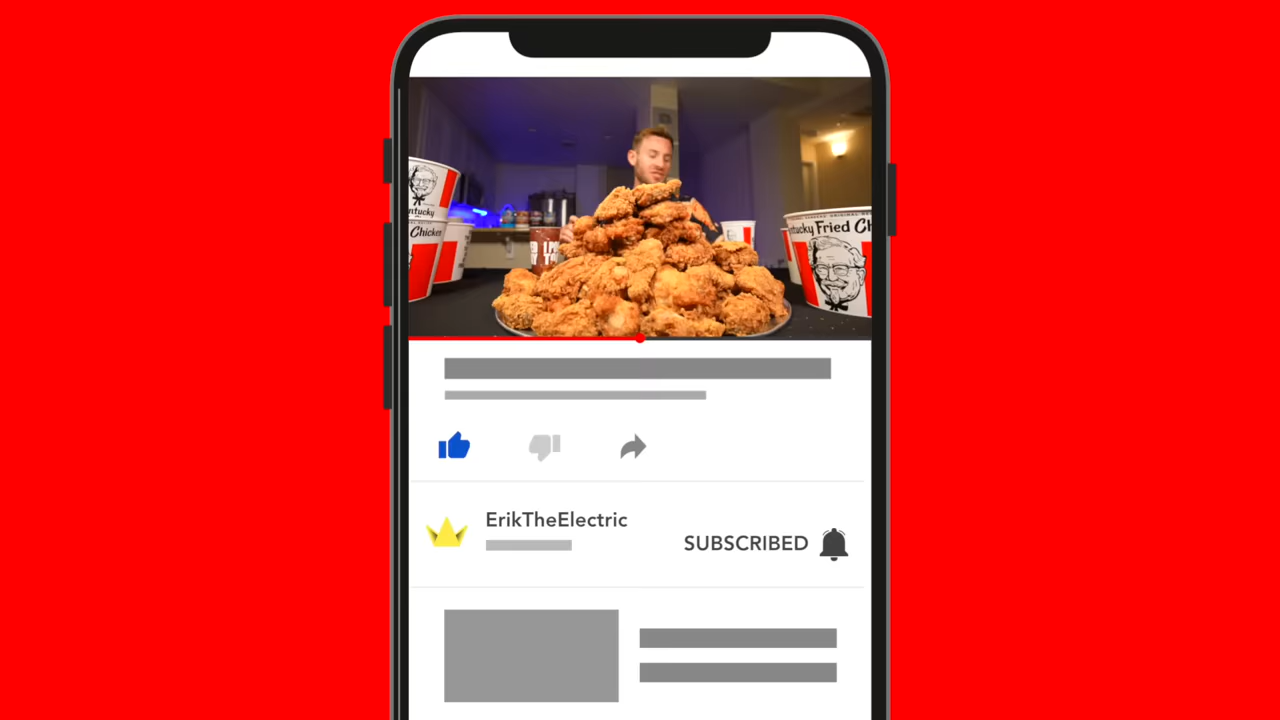 ntucky
Chicken
ntucky Fried Ch
ErikTheElectric
SUBSCRIBED